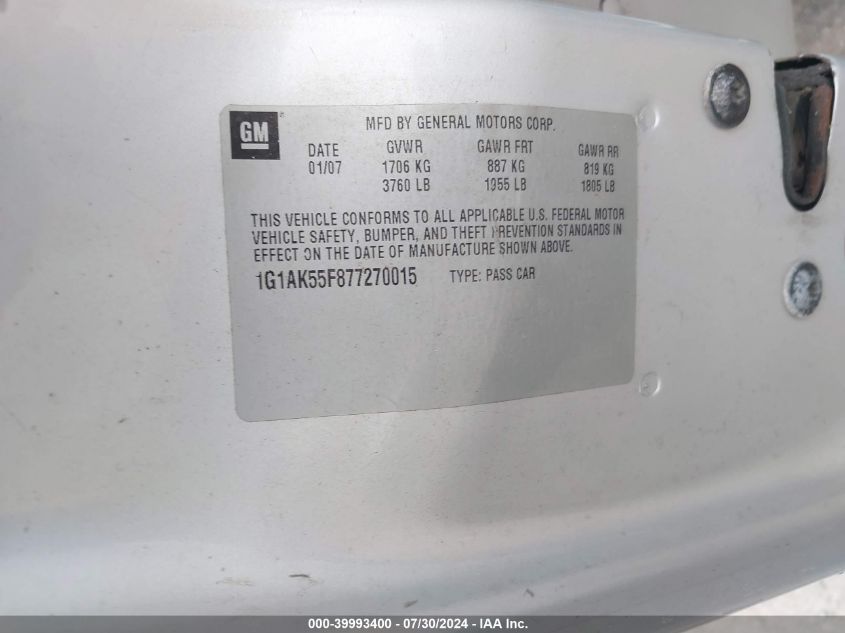 GM
MFD BY GENERAL MOTORS CORP.
DATE GVWR GAWR FRT GAWR RR
01/07 1706 KG 887 KG 819 KG
3760 LB 1955 LB 1805 LB
THIS VEHICLE CONFORMS TO ALL APPLICABLE U.S. FEDERAL MOTOR
VEHICLE SAFETY, BUMPER, AND THEFT PREVENTION STANDARDS IN
EFFECT ON THE DATE OF MANUFACTURE SHOWN ABOVE.
1G1AK55F877270015 TYPE: PASS CAR
000-39993400 / 07/30/2024 - IAA Inc.